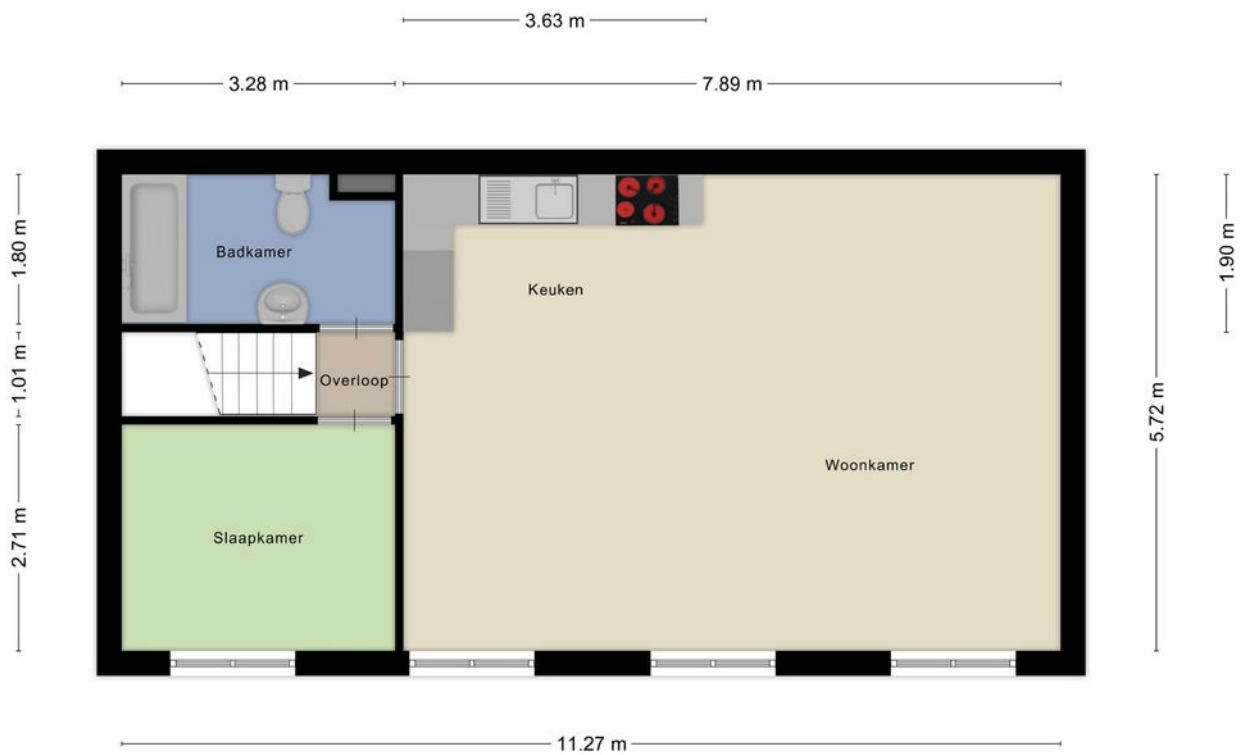 3.63 m
3.28 m
7.89 m
1.80 m
1.90 m
Badkamer
Keuken
1.01 m
Overloop
5.72 m
Woonkamer
2.71 m
Slaapkamer
11.27 m